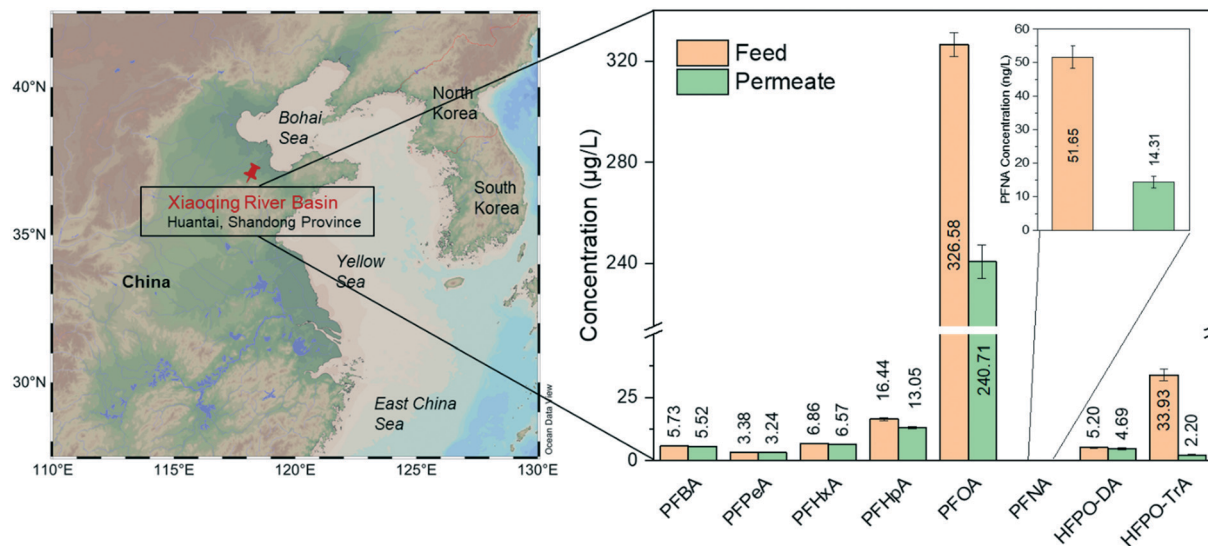 40°N
35°N
30°N
110°E
115°E
120°E
125°E
130°E
Bohai
Sea
North
Korea
South
Korea
Xiaoqing River Basin
Huantai, Shandong Province
Yellow
Sea
China
East China
Sea
Ocean Data View
Concentration (µg/L)
320
280
240
25
0
Feed
Permeate
5.73
5.52
3.38
3.24
6.86
6.57
16.44
13.05
326.58
240.71
5.20
4.69
33.93
2.20
PFBA
PFPeA
PFHxA
PFHpA
PFOA
PFNA
HFPO-DA
HFPO-TrA
PFNA Concentration (ng/L)
60
50
40
30
20
10
0
51.65
14.31